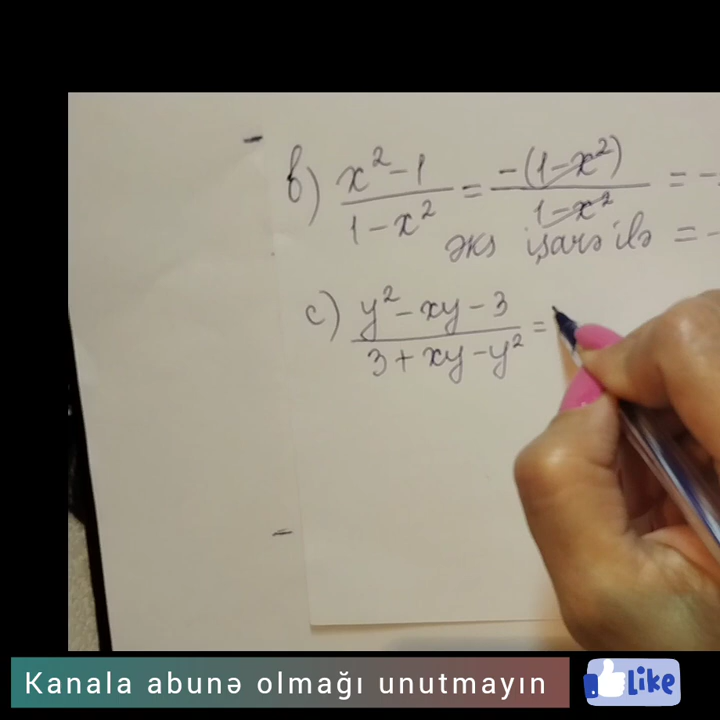 b) x²-1/1-x² = -(1-x²)/1-x² = -
əks işarə ilə = -
c) y²-xy-3/3+xy-y² =
Kanala abunə olmağı unutmayın
Like